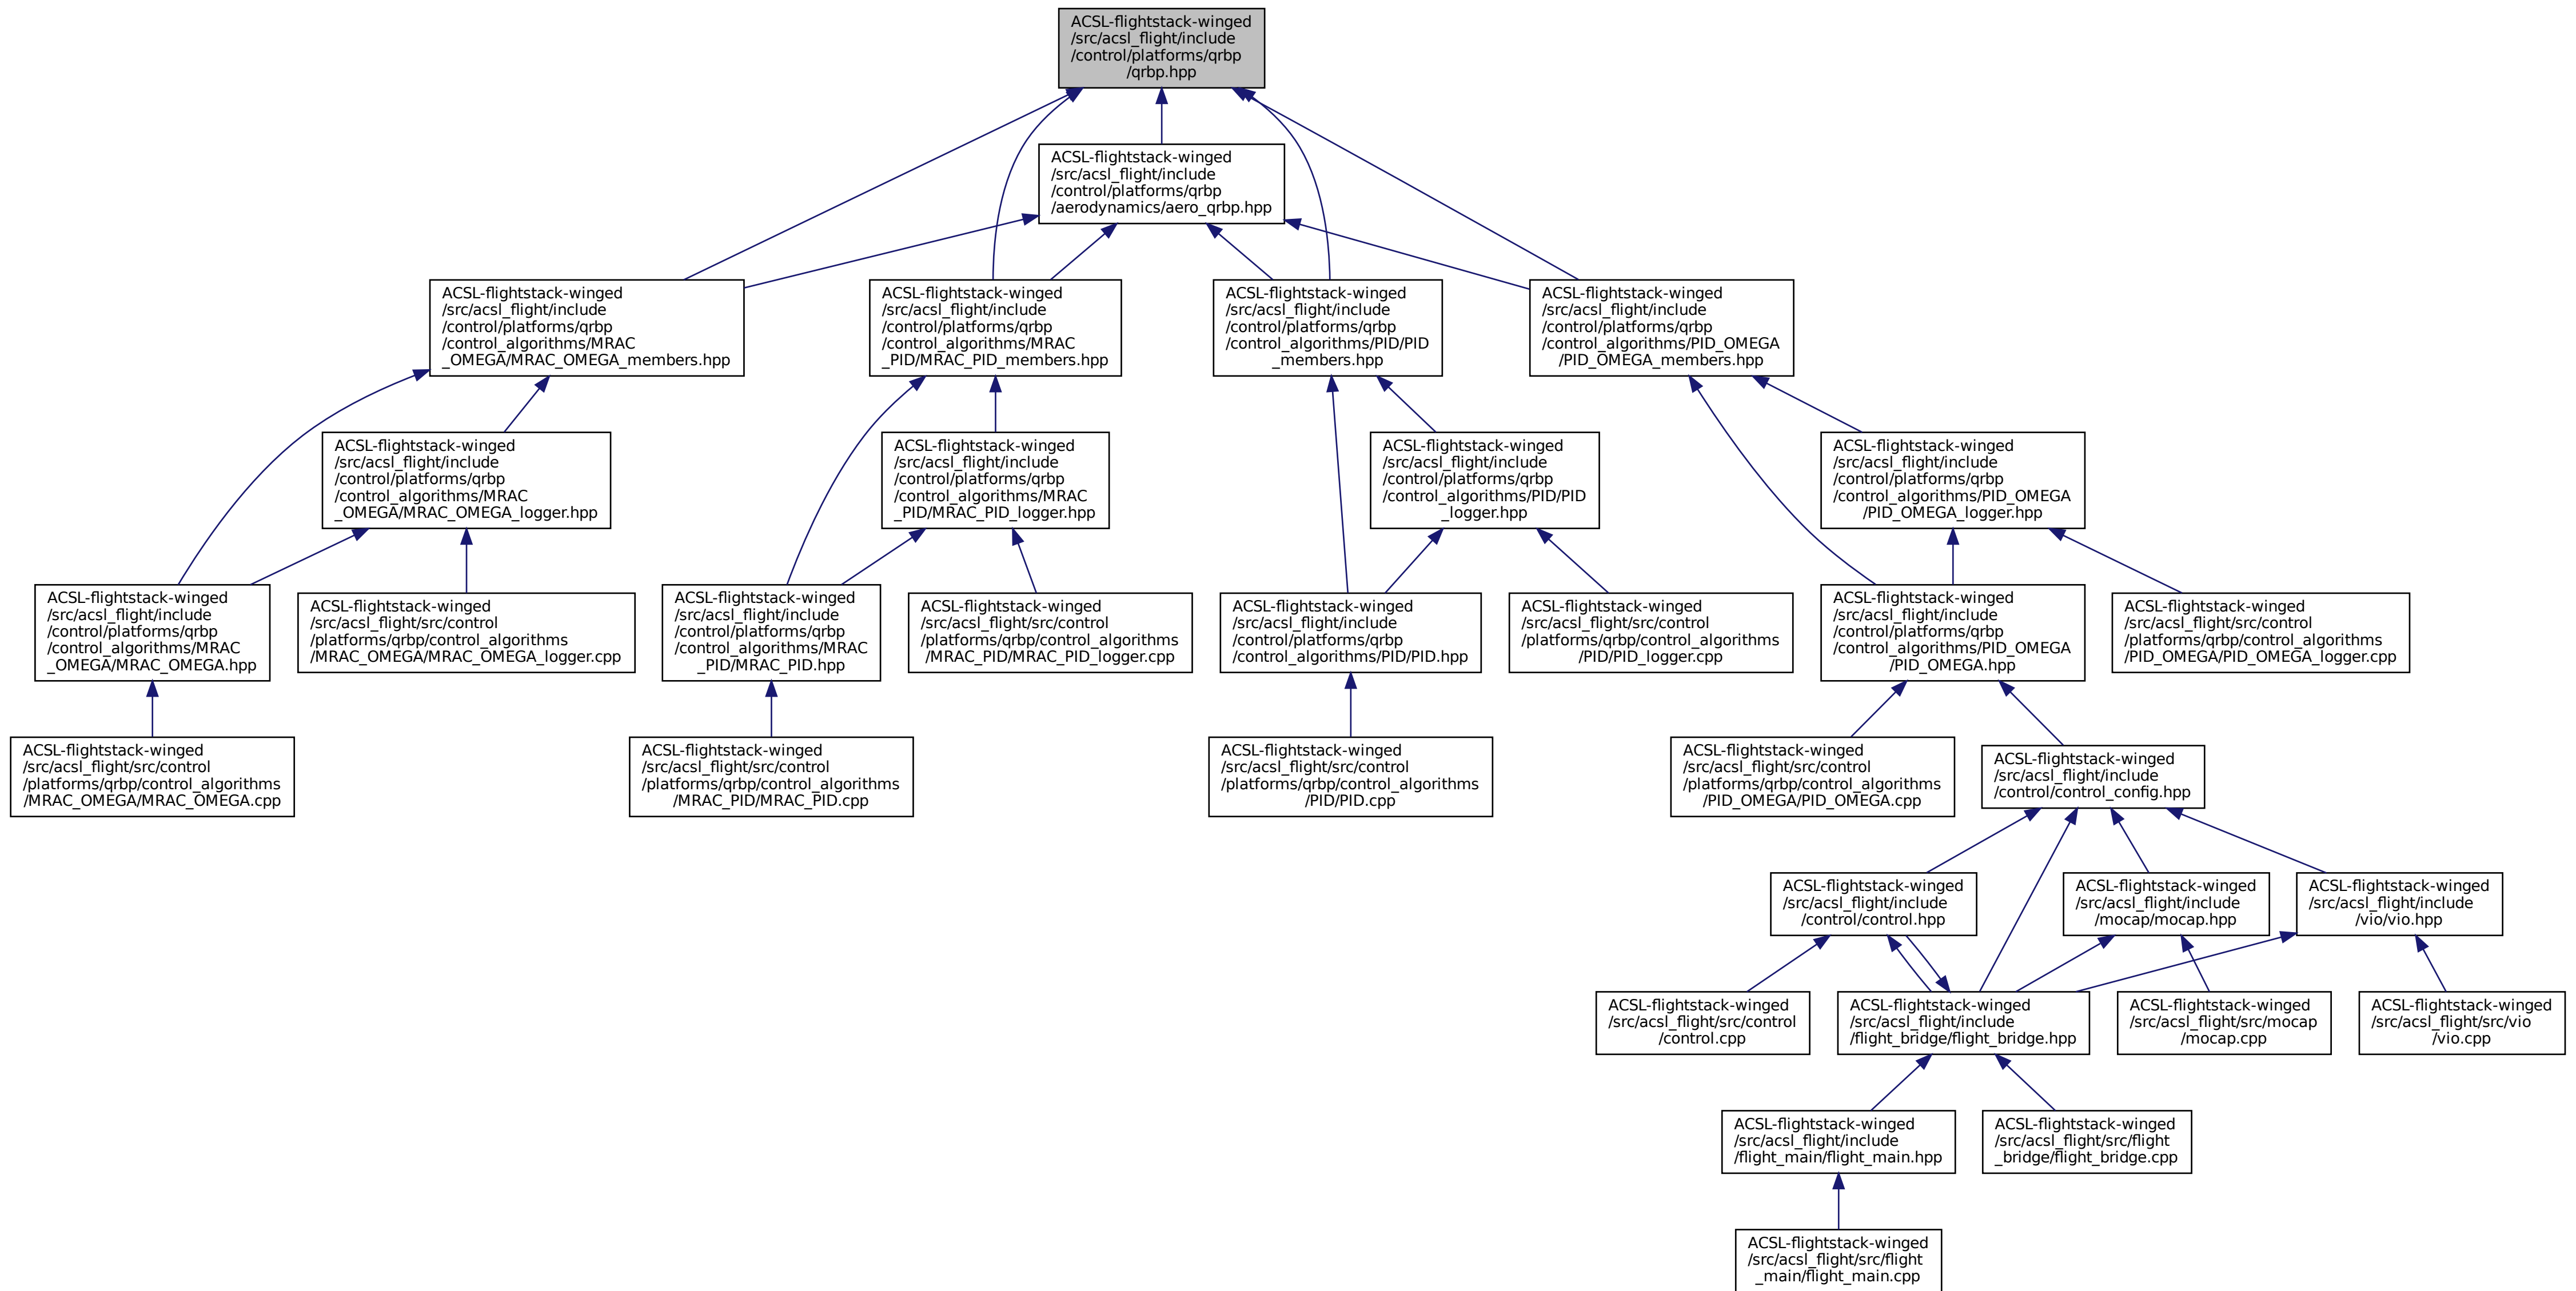 ACSL-flightstack-winged
/src/acsl_flight/include
/control/platforms/qrbp
/qrbp.hpp
ACSL-flightstack-winged
/src/acsl_flight/include
/control/platforms/qrbp
/aerodynamics/aero_qrbp.hpp
ACSL-flightstack-winged
/src/acsl_flight/include
/control/platforms/qrbp
/control_algorithms/MRAC
_OMEGA/MRAC_OMEGA_members.hpp
ACSL-flightstack-winged
/src/acsl_flight/include
/control/platforms/qrbp
/control_algorithms/MRAC
_PID/MRAC_PID_members.hpp
ACSL-flightstack-winged
/src/acsl_flight/include
/control/platforms/qrbp
/control_algorithms/PID/PID
_members.hpp
ACSL-flightstack-winged
/src/acsl_flight/include
/control/platforms/qrbp
/control_algorithms/PID_OMEGA
/PID_OMEGA_members.hpp
ACSL-flightstack-winged
/src/acsl_flight/include
/control/platforms/qrbp
/control_algorithms/MRAC
_OMEGA/MRAC_OMEGA_logger.hpp
ACSL-flightstack-winged
/src/acsl_flight/include
/control/platforms/qrbp
/control_algorithms/MRAC
_PID/MRAC_PID_logger.hpp
ACSL-flightstack-winged
/src/acsl_flight/include
/control/platforms/qrbp
/control_algorithms/PID/PID
_logger.hpp
ACSL-flightstack-winged
/src/acsl_flight/include
/control/platforms/qrbp
/control_algorithms/PID_OMEGA
/PID_OMEGA_logger.hpp
ACSL-flightstack-winged
/src/acsl_flight/include
/control/platforms/qrbp
/control_algorithms/MRAC
_OMEGA/MRAC_OMEGA.hpp
ACSL-flightstack-winged
/src/acsl_flight/src/control
/platforms/qrbp/control_algorithms
/MRAC_OMEGA/MRAC_OMEGA_logger.cpp
ACSL-flightstack-winged
/src/acsl_flight/include
/control/platforms/qrbp
/control_algorithms/MRAC
_PID/MRAC_PID.hpp
ACSL-flightstack-winged
/src/acsl_flight/src/control
/platforms/qrbp/control_algorithms
/MRAC_PID/MRAC_PID_logger.cpp
ACSL-flightstack-winged
/src/acsl_flight/include
/control/platforms/qrbp
/control_algorithms/PID/PID.hpp
ACSL-flightstack-winged
/src/acsl_flight/src/control
/platforms/qrbp/control_algorithms
/PID/PID_logger.cpp
ACSL-flightstack-winged
/src/acsl_flight/include
/control/platforms/qrbp
/control_algorithms/PID_OMEGA
/PID_OMEGA.hpp
ACSL-flightstack-winged
/src/acsl_flight/src/control
/platforms/qrbp/control_algorithms
/PID_OMEGA/PID_OMEGA_logger.cpp
ACSL-flightstack-winged
/src/acsl_flight/src/control
/platforms/qrbp/control_algorithms
/MRAC_OMEGA/MRAC_OMEGA.cpp
ACSL-flightstack-winged
/src/acsl_flight/src/control
/platforms/qrbp/control_algorithms
/MRAC_PID/MRAC_PID.cpp
ACSL-flightstack-winged
/src/acsl_flight/src/control
/platforms/qrbp/control_algorithms
/PID/PID.cpp
ACSL-flightstack-winged
/src/acsl_flight/src/control
/platforms/qrbp/control_algorithms
/PID_OMEGA/PID_OMEGA.cpp
ACSL-flightstack-winged
/src/acsl_flight/include
/control/control_config.hpp
ACSL-flightstack-winged
/src/acsl_flight/include
/control/control.hpp
ACSL-flightstack-winged
/src/acsl_flight/include
/mocap/mocap.hpp
ACSL-flightstack-winged
/src/acsl_flight/include
/vio/vio.hpp
ACSL-flightstack-winged
/src/acsl_flight/src/control
/control.cpp
ACSL-flightstack-winged
/src/acsl_flight/include
/flight_bridge/flight_bridge.hpp
ACSL-flightstack-winged
/src/acsl_flight/src/mocap
/mocap.cpp
ACSL-flightstack-winged
/src/acsl_flight/src/vio
/vio.cpp
ACSL-flightstack-winged
/src/acsl_flight/include
/flight_main/flight_main.hpp
ACSL-flightstack-winged
/src/acsl_flight/src/flight
_bridge/flight_bridge.cpp
ACSL-flightstack-winged
/src/acsl_flight/src/flight
_main/flight_main.cpp